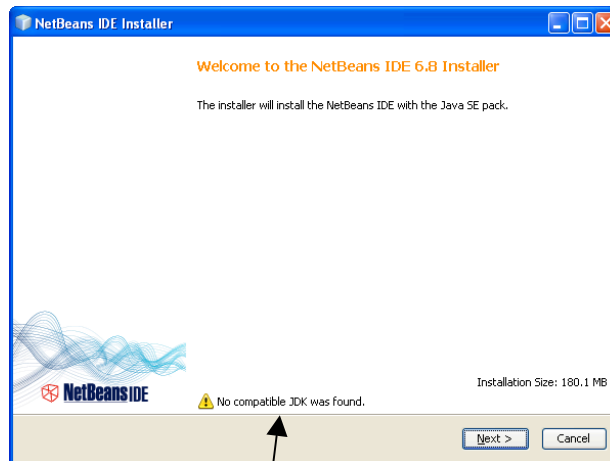 NetBeans IDE Installer
Welcome to the NetBeans IDE 6.8 Installer
The installer will install the NetBeans IDE with the Java SE pack.
NetBeans IDE
Installation Size: 180.1 MB
No compatible JDK was found.
Next >
Cancel